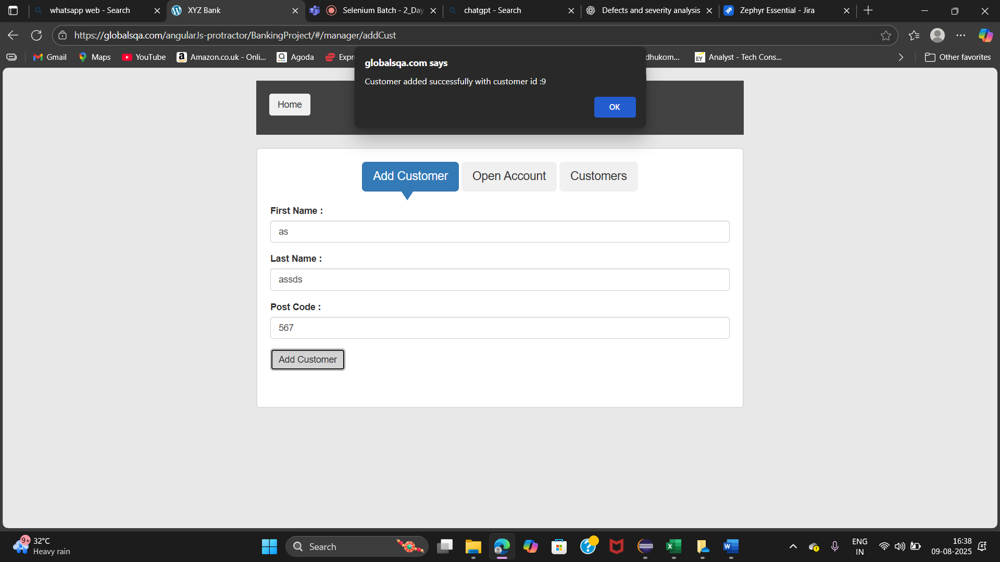 whatsapp web - Search
XYZ Bank
Selenium Batch - 2_Day
chatgpt - Search
Defects and severity analysis
Zephyr Essential - Jira
https://globalsqa.com/angularJs-protractor/BankingProject/#/manager/addCust
Gmail
Maps
YouTube
Amazon.co.uk - Onli...
Agoda
Expr
dhukom...
EY
Analyst - Tech Cons...
Other favorites
globalsqa.com says
Customer added successfully with customer id :9
OK
Home
Add Customer
Open Account
Customers
First Name :
as
Last Name :
assds
Post Code :
567
Add Customer
9+
32°C
Heavy rain
Search
ENG
IN
16:38
09-08-2025